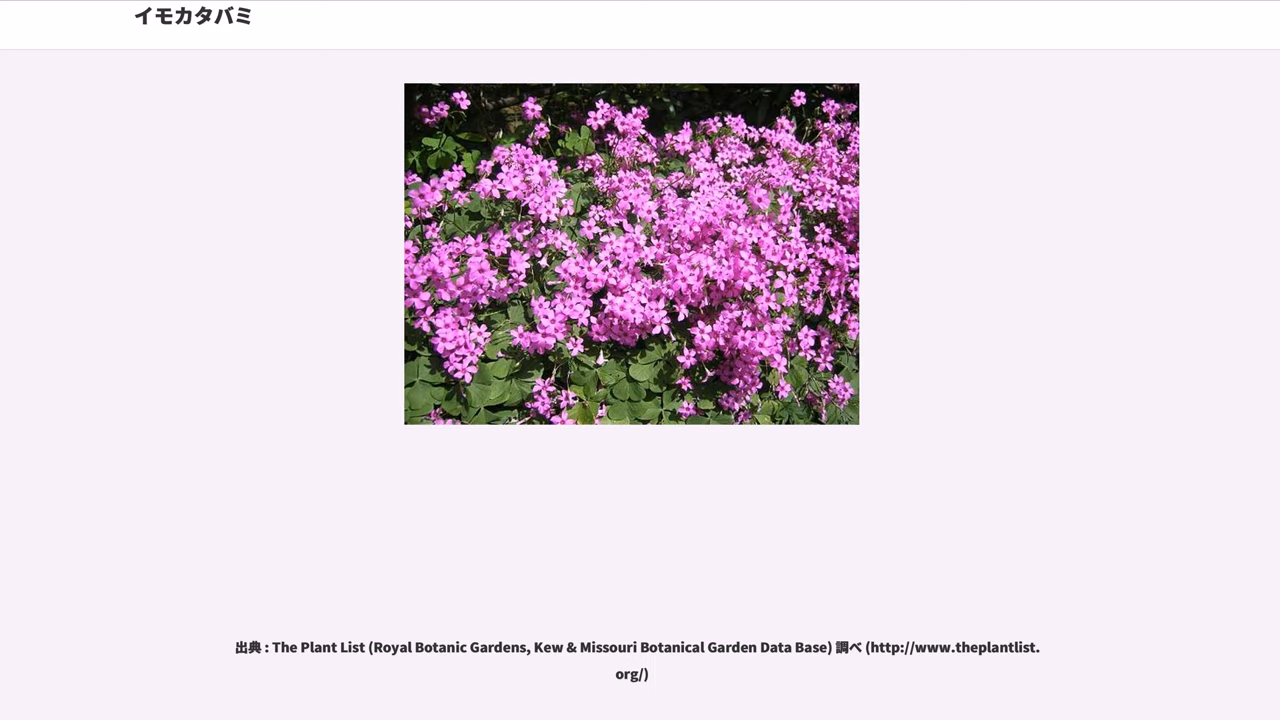 イモカタバミ
出典 : The Plant List (Royal Botanic Gardens, Kew & Missouri Botanical Garden Data Base) 調べ (http://www.theplantlist.
org/)